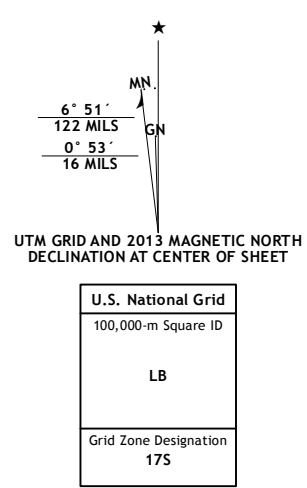 ★
MN
6° 51´
122 MILS
GN
0° 53´
16 MILS
UTM GRID AND 2013 MAGNETIC NORTH
DECLINATION AT CENTER OF SHEET
U.S. National Grid
100,000-m Square ID
LB
Grid Zone Designation
17S